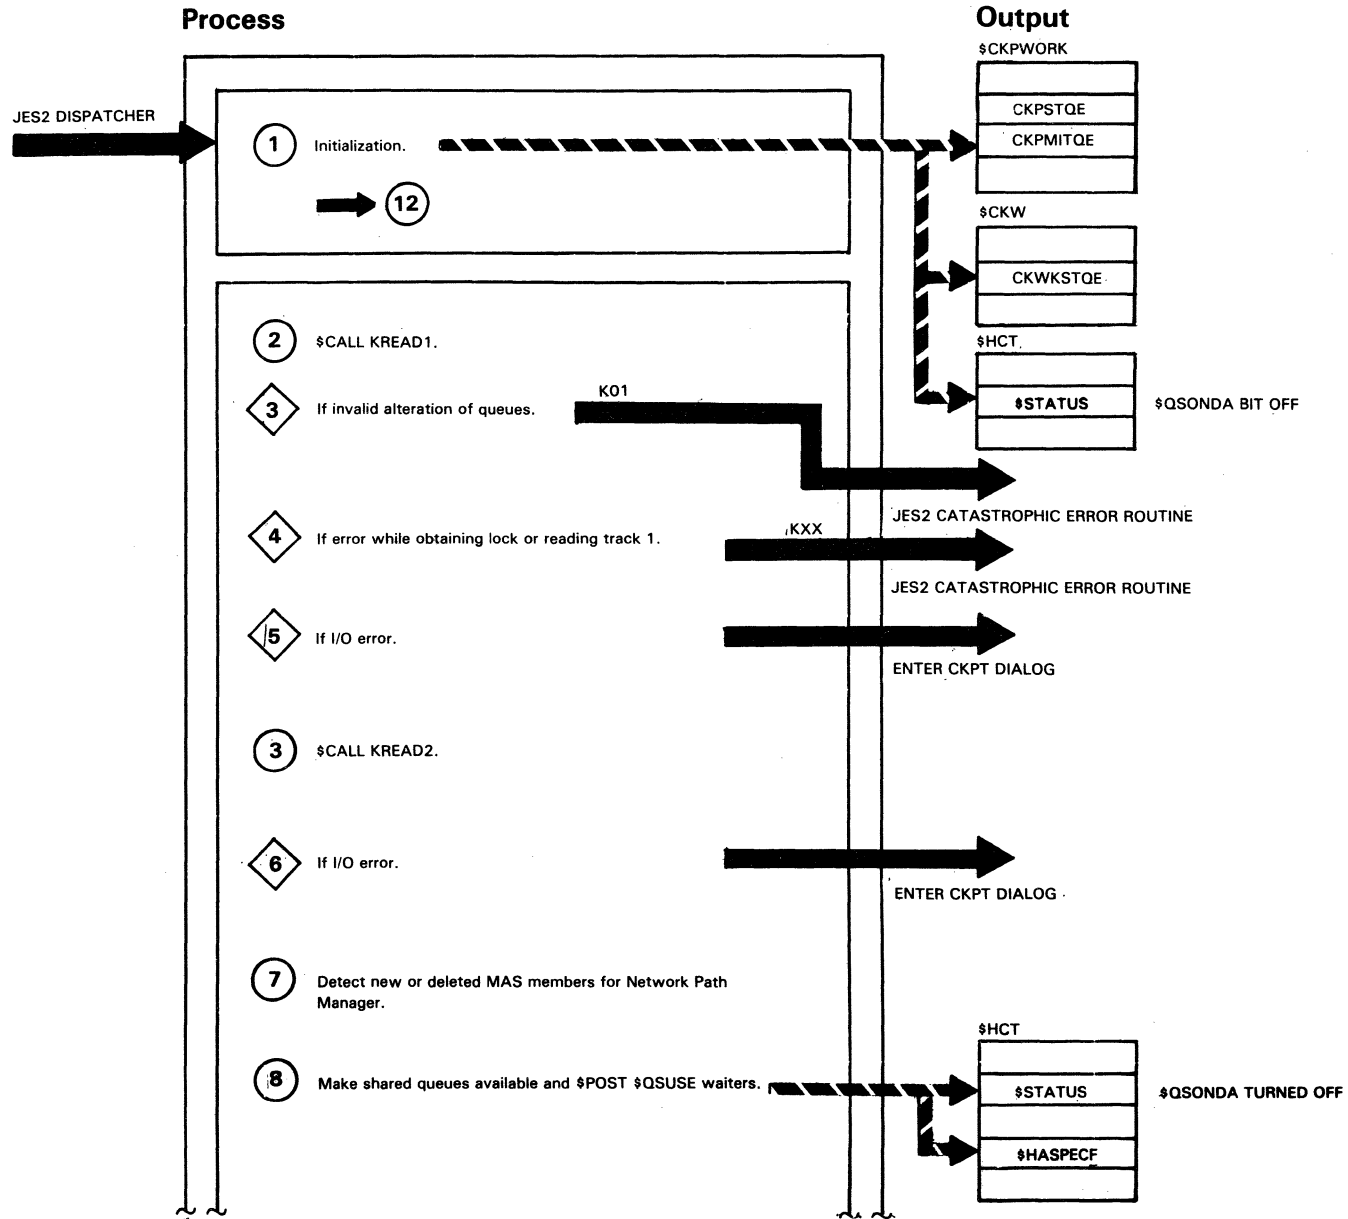 Process
Output
$CKPWORK
JES2 DISPATCHER
CKPSTQE
1 Initialization.
CKPMITQE
12
$CKW
CKWKSTQE
2 $CALL KREAD1.
$HCT
3 If invalid alteration of queues.
K01
$STATUS
$QSONDA BIT OFF
JES2 CATASTROPHIC ERROR ROUTINE
4 If error while obtaining lock or reading track 1.
KXX
JES2 CATASTROPHIC ERROR ROUTINE
5 If I/O error.
ENTER CKPT DIALOG
3 $CALL KREAD2.
6 If I/O error.
ENTER CKPT DIALOG
7 Detect new or deleted MAS members for Network Path
Manager.
$HCT
8 Make shared queues available and $POST $QSUSE waiters.
$STATUS
$QSONDA TURNED OFF
$HASPECF